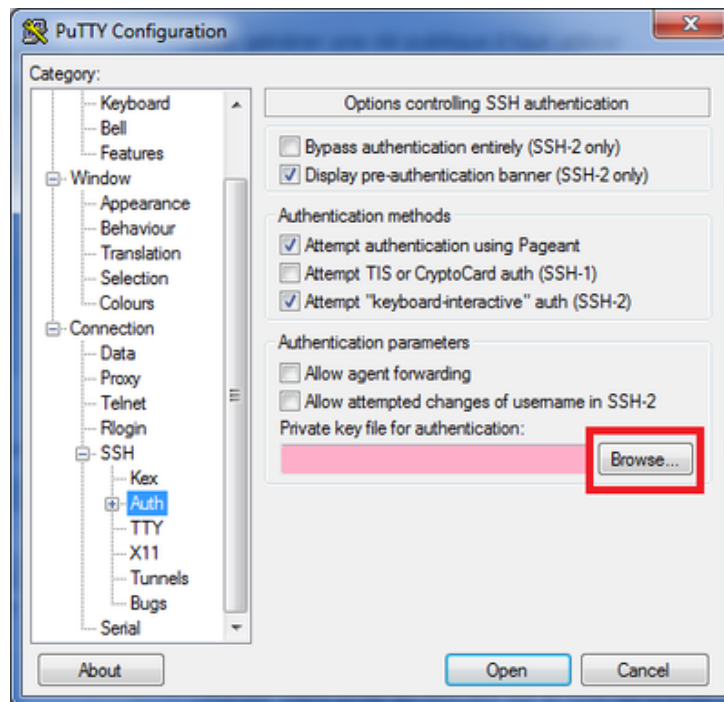 PuTTY Configuration
Category:
Keyboard
Bell
Features
Window
Appearance
Behaviour
Translation
Selection
Colours
Connection
Data
Proxy
Telnet
Rlogin
SSH
Kex
Auth
TTY
X11
Tunnels
Bugs
Serial
Options controlling SSH authentication
Bypass authentication entirely (SSH-2 only)
Display pre-authentication banner (SSH-2 only)
Authentication methods
Attempt authentication using Pageant
Attempt TIS or CryptoCard auth (SSH-1)
Attempt "keyboard-interactive" auth (SSH-2)
Authentication parameters
Allow agent forwarding
Allow attempted changes of username in SSH-2
Private key file for authentication:
Browse...
About
Open
Cancel